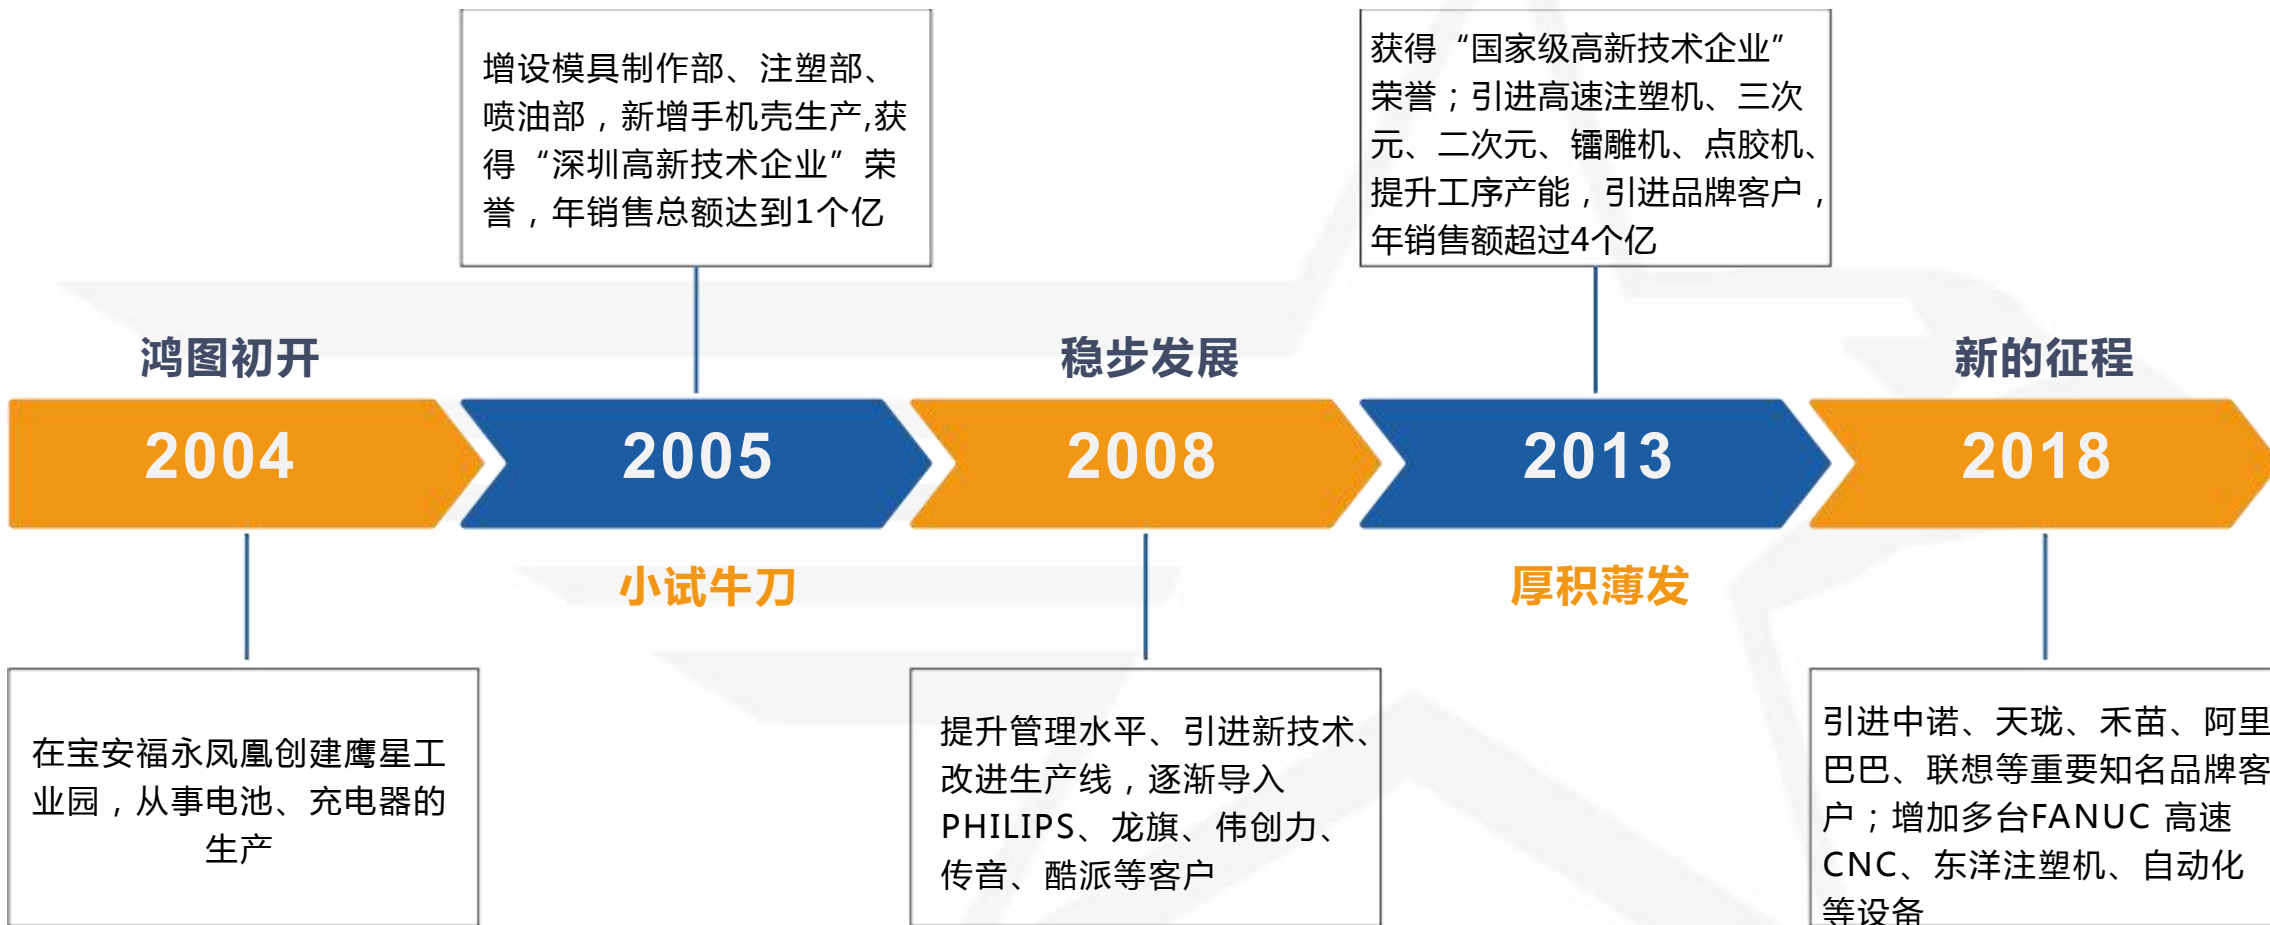 增设模具制作部、注塑部、
喷油部，新增手机壳生产,获
得“深圳高新技术企业”荣
誉，年销售总额达到1个亿
获得“国家级高新技术企业”
荣誉；引进高速注塑机、三次
元、二次元、镭雕机、点胶机、
提升工序产能，引进品牌客户，
年销售额超过4个亿
鸿图初开
稳步发展
新的征程
2004
2005
2008
2013
2018
小试牛刀
厚积薄发
在宝安福永凤凰创建鹰星工
业园，从事电池、充电器的
生产
提升管理水平、引进新技术、
改进生产线，逐渐导入
PHILIPS、龙旗、伟创力、
传音、酷派等客户
引进中诺、天珑、禾苗、阿里
巴巴、联想等重要知名品牌客
户；增加多台FANUC 高速
CNC、东洋注塑机、自动化
等设备